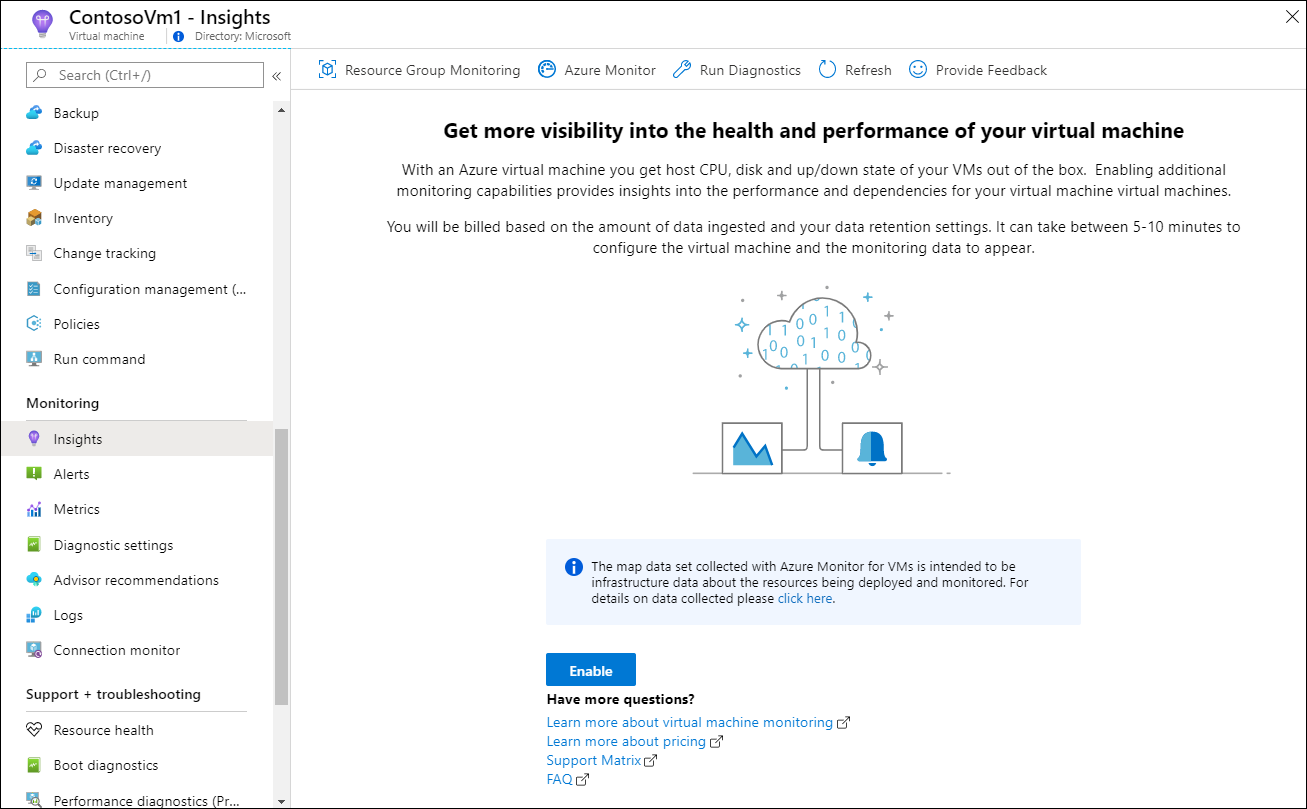 ContosoVm1 - Insights
Virtual machine
Directory: Microsoft
Search (Ctrl+/)
Backup
Disaster recovery
Update management
Inventory
Change tracking
Configuration management (...
Policies
Run command
Monitoring
Insights
Alerts
Metrics
Diagnostic settings
Advisor recommendations
Logs
Connection monitor
Support + troubleshooting
Resource health
Boot diagnostics
Performance diagnostics (Pr...
Resource Group Monitoring
Azure Monitor
Run Diagnostics
Refresh
Provide Feedback
Get more visibility into the health and performance of your virtual machine
With an Azure virtual machine you get host CPU, disk and up/down state of your VMs out of the box. Enabling additional
monitoring capabilities provides insights into the performance and dependencies for your virtual machine virtual machines.
You will be billed based on the amount of data ingested and your data retention settings. It can take between 5-10 minutes to
configure the virtual machine and the monitoring data to appear.
The map data set collected with Azure Monitor for VMs is intended to be
infrastructure data about the resources being deployed and monitored. For
details on data collected please click here.
Enable
Have more questions?
Learn more about virtual machine monitoring
Learn more about pricing
Support Matrix
FAQ